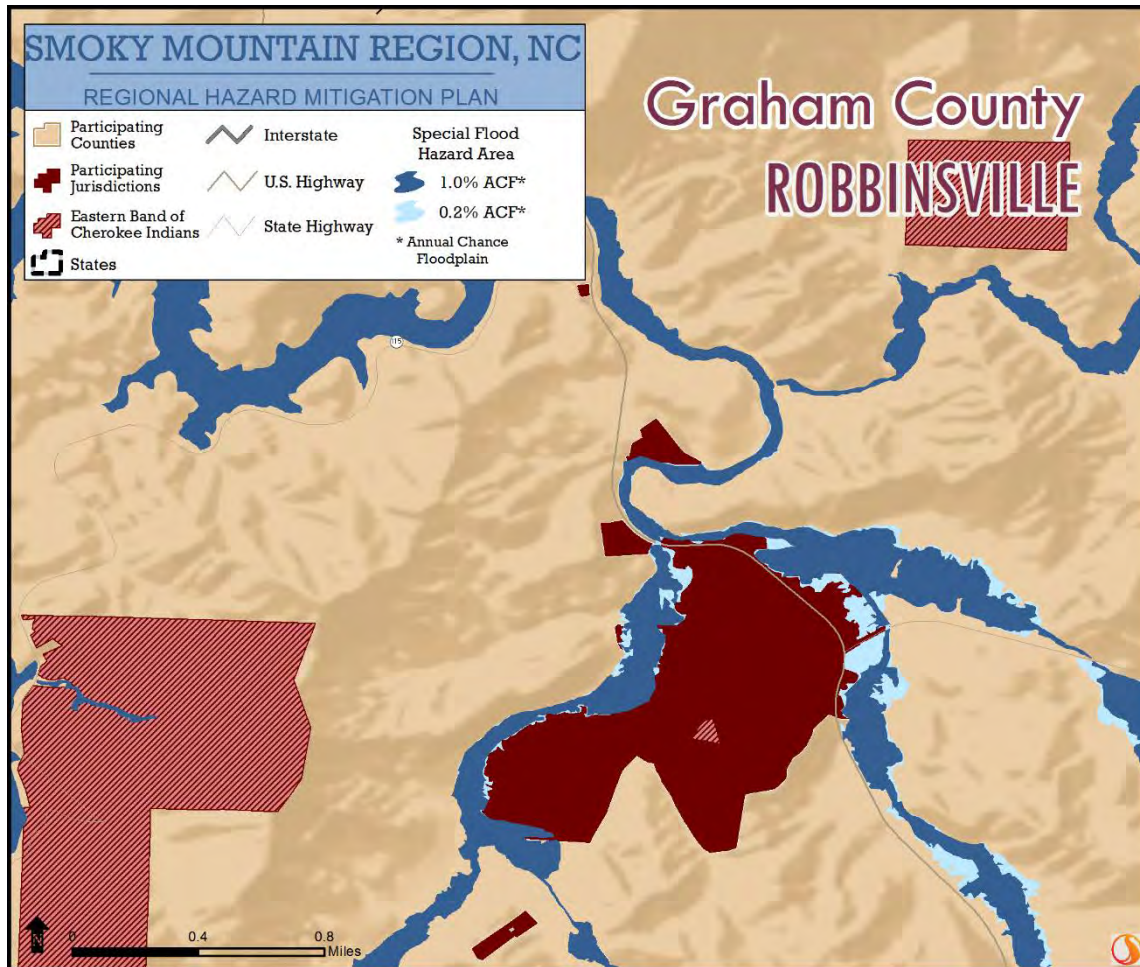 SMOKY MOUNTAIN REGION, NC
REGIONAL HAZARD MITIGATION PLAN
Participating
Counties
Participating
Jurisdictions
Eastern Band of
Cherokee Indians
States
Interstate
U.S. Highway
State Highway
Special Flood
Hazard Area
1.0% ACF*
0.2% ACF*
* Annual Chance
Floodplain
Graham County
ROBBINSVILLE
N
0 0.4 0.8
Miles